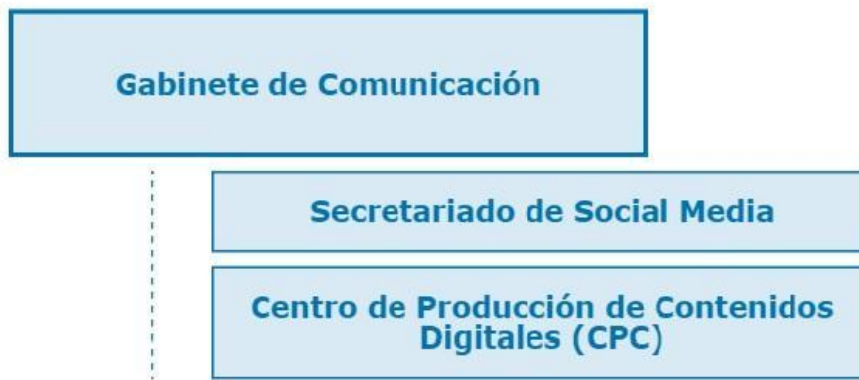 Gabinete de Comunicación
Secretariado de Social Media
Centro de Producción de Contenidos
Digitales (CPC)